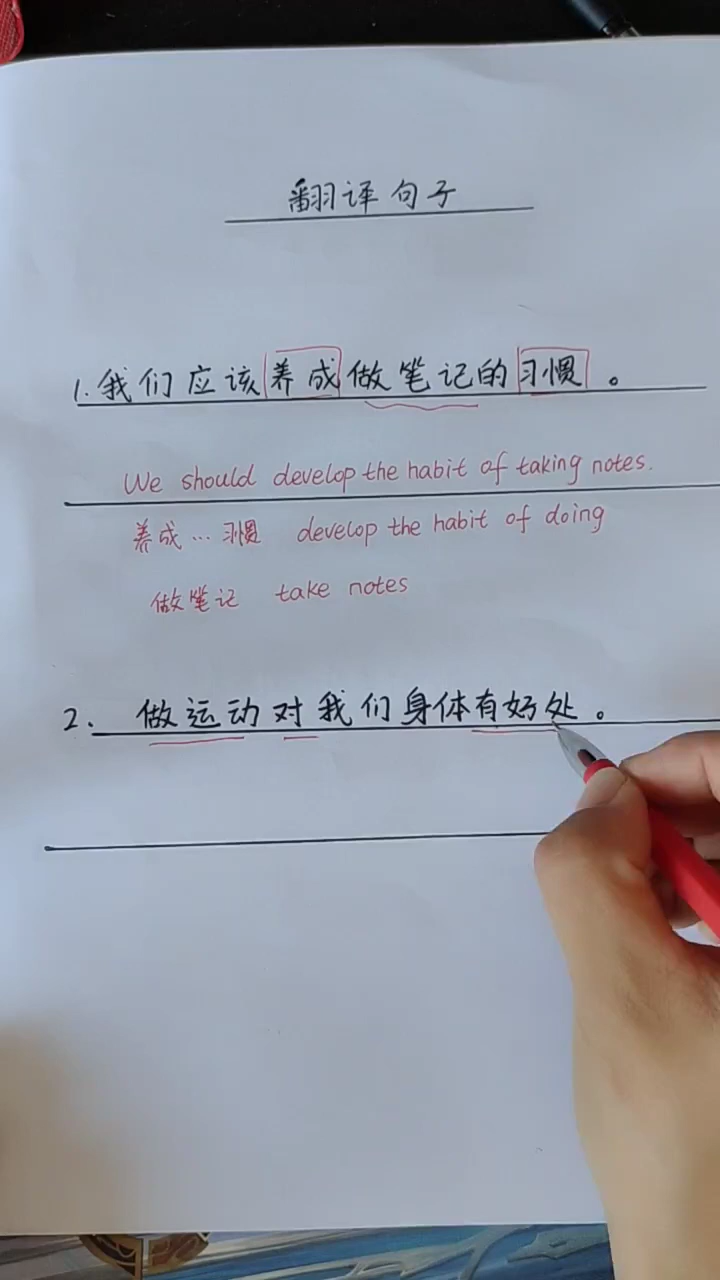 翻译句子
1. 我们应该养成做笔记的习惯。
We should develop the habit of taking notes.
养成…习惯 develop the habit of doing
做笔记 take notes
2. 做运动对我们身体有好处。